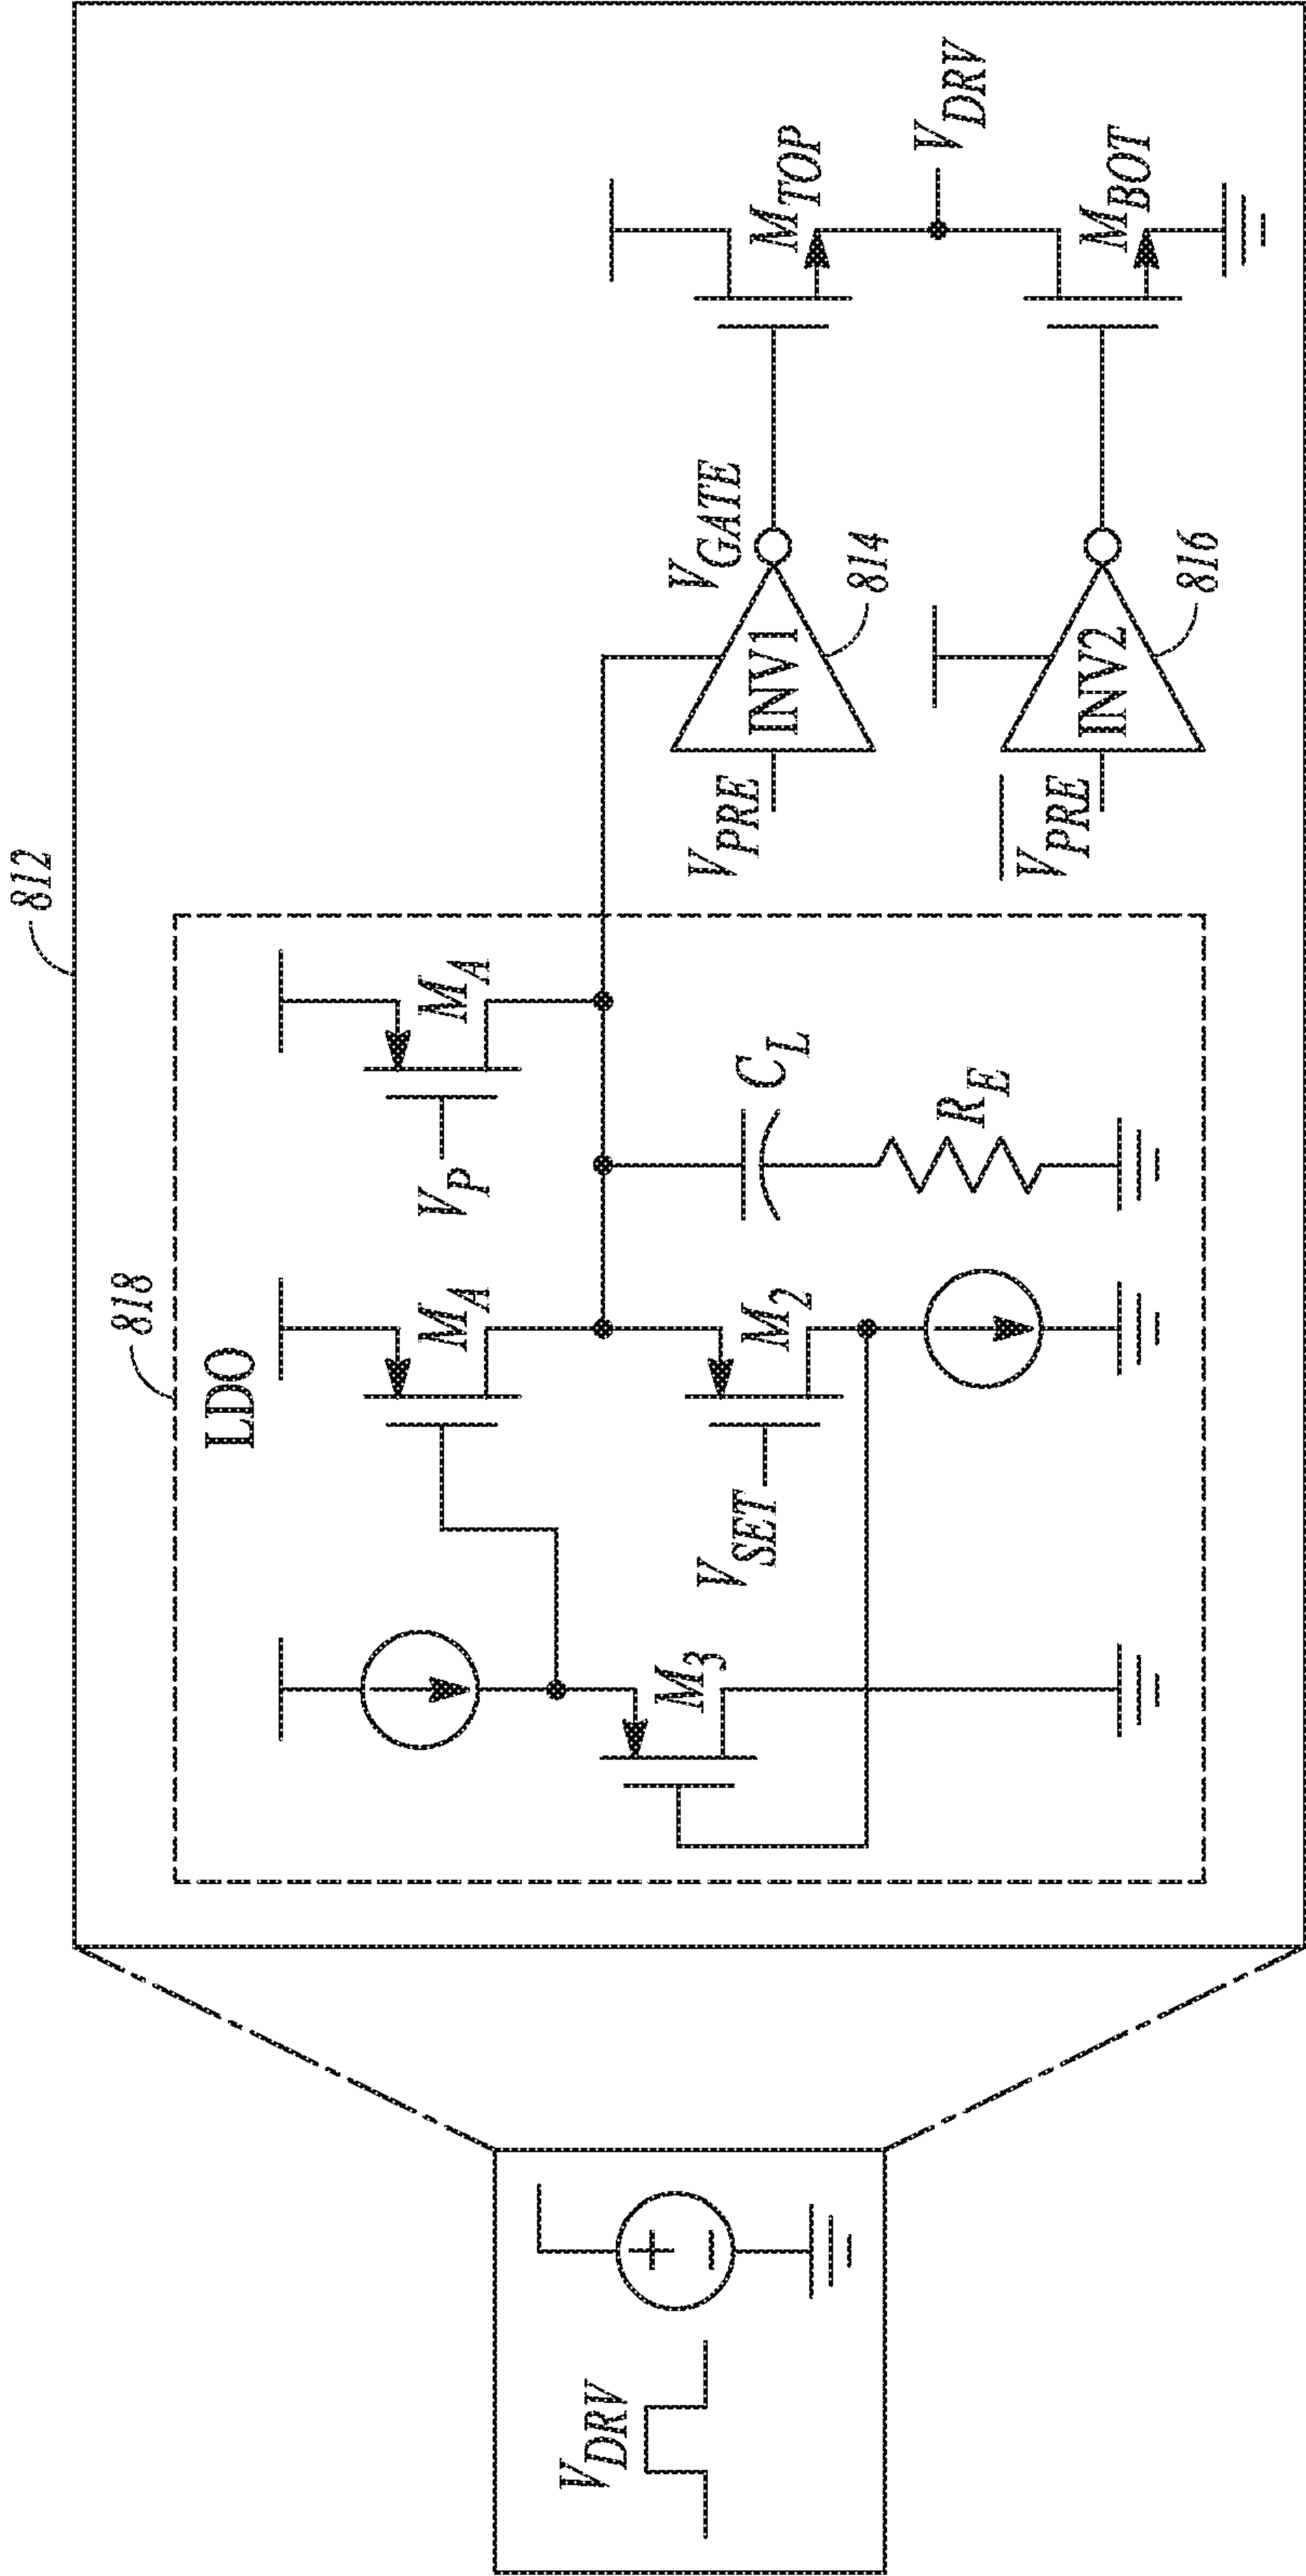 812
818
LDO
V_DRV
+
−
M_3
V_SET
M_A
M_2
V_P
M_A
C_L
R_E
V_PRE
INV1
814
V_GATE
M_TOP
V_DRV
V̅_PRE
INV2
816
M_BOT